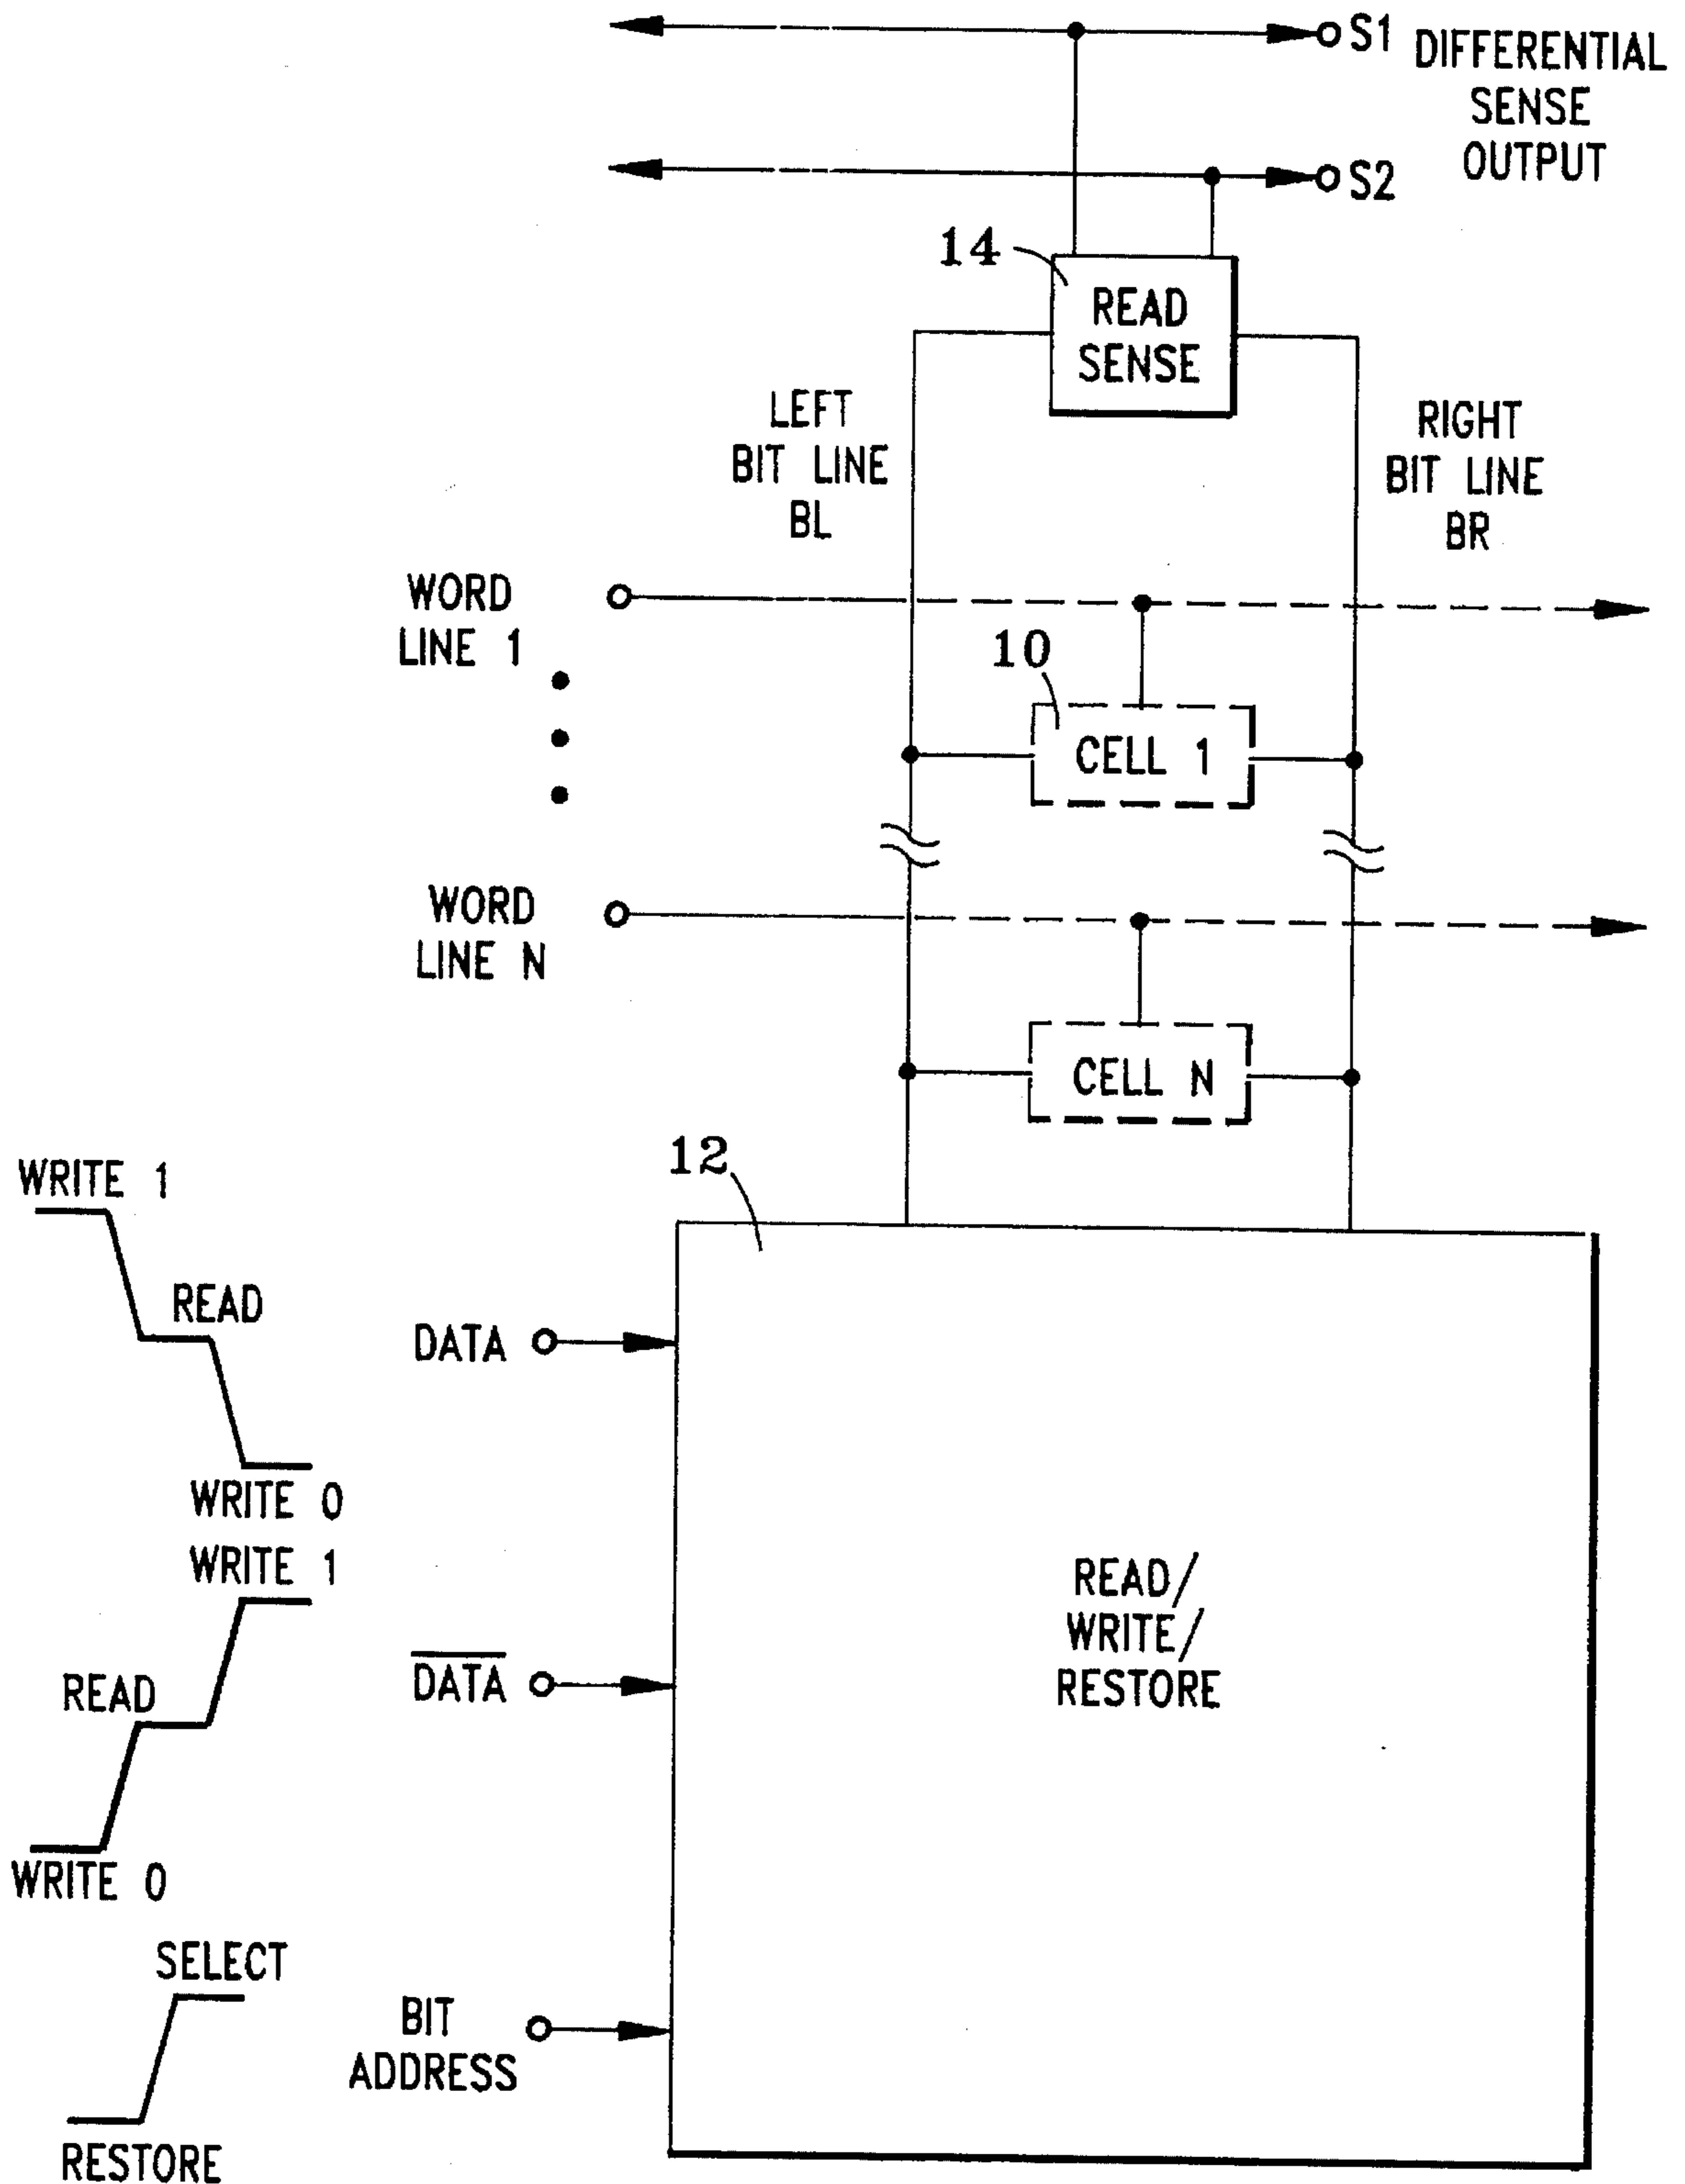 S1
DIFFERENTIAL
SENSE
OUTPUT
S2
14
READ
SENSE
LEFT
BIT LINE
BL
RIGHT
BIT LINE
BR
WORD
LINE 1
10
CELL 1
WORD
LINE N
CELL N
12
WRITE 1
READ
WRITE 0
DATA
WRITE 1
READ
WRITE 0
D̅A̅T̅A̅
READ/
WRITE/
RESTORE
SELECT
RESTORE
BIT
ADDRESS